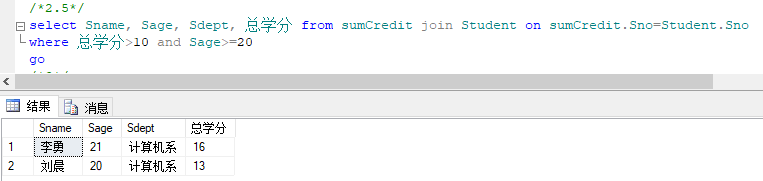 /*2.5*/
select Sname, Sage, Sdept, 总学分 from sumCredit join Student on sumCredit.Sno=Student.Sno
where 总学分>10 and Sage>=20
go
结果 消息
Sname Sage Sdept 总学分
1 李勇 21 计算机系 16
2 刘晨 20 计算机系 13